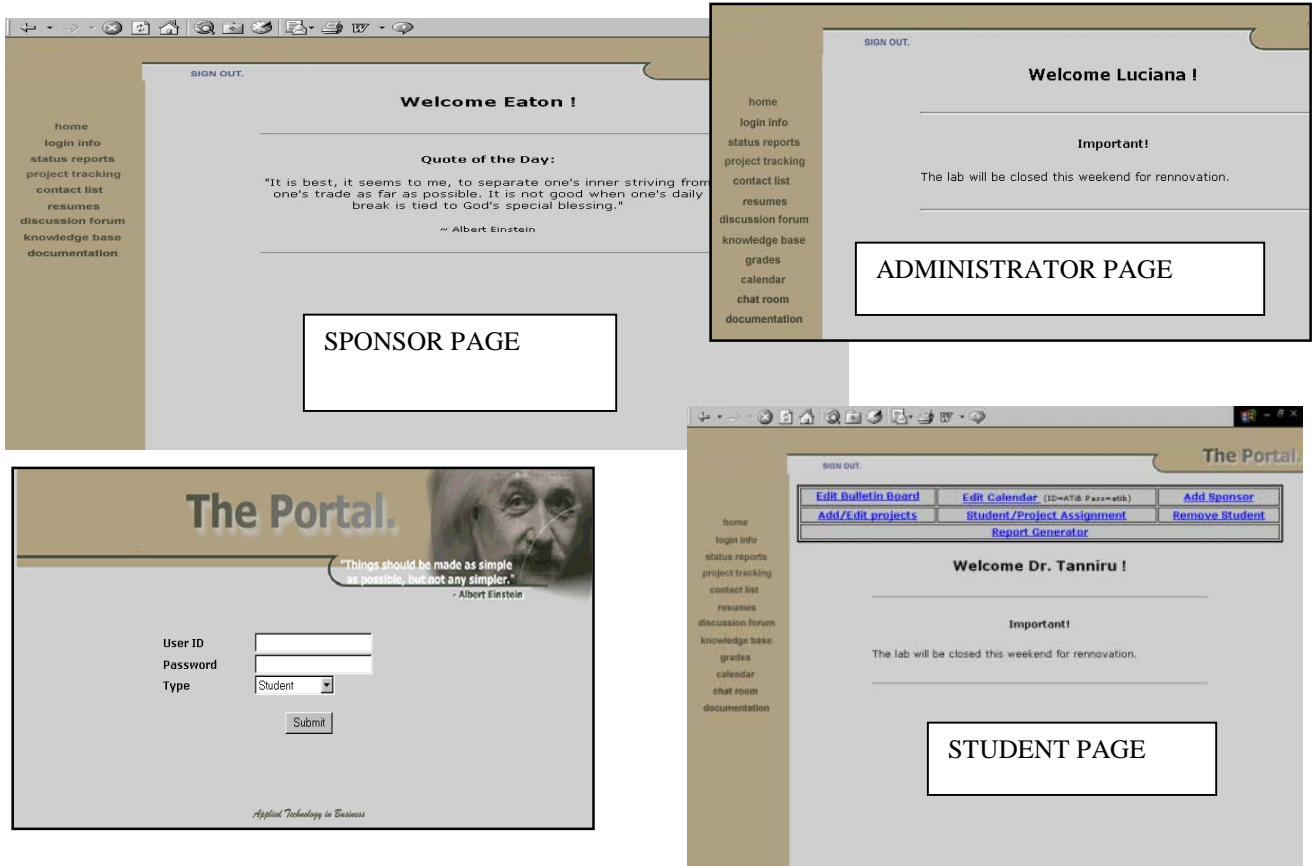 SIGN OUT.
Welcome Eaton !
home
login info
status reports
project tracking
contact list
resumes
discussion forum
knowledge base
documentation
Quote of the Day:
"It is best, it seems to me, to separate one's inner striving from
one's trade as far as possible. It is not good when one's daily
break is tied to God's special blessing."
~ Albert Einstein
SPONSOR PAGE
SIGN OUT.
Welcome Luciana !
home
login info
status reports
project tracking
contact list
resumes
discussion forum
knowledge base
grades
calendar
chat room
documentation
Important!
The lab will be closed this weekend for rennovation.
ADMINISTRATOR PAGE
The Portal.
"Things should be made as simple
as possible, but not any simpler."
- Albert Einstein
User ID
Password
Type
Student
Submit
Applied Technology in Business
The Portal.
SIGN OUT.
Edit Bulletin Board Edit Calendar (ID=ATiB Pass=atib) Add Sponsor
Add/Edit projects Student/Project Assignment Remove Student
Report Generator
home
login info
status reports
project tracking
contact list
resumes
discussion forum
knowledge base
grades
calendar
chat room
documentation
Welcome Dr. Tanniru !
Important!
The lab will be closed this weekend for rennovation.
STUDENT PAGE